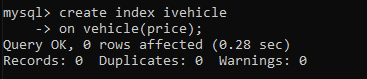 mysql> create index ivehicle
    -> on vehicle(price);
Query OK, 0 rows affected (0.28 sec)
Records: 0  Duplicates: 0  Warnings: 0